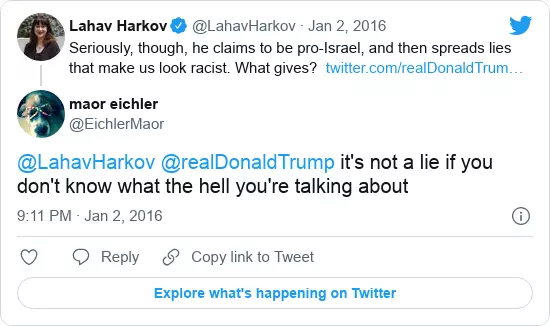 Lahav Harkov @LahavHarkov · Jan 2, 2016
Seriously, though, he claims to be pro-Israel, and then spreads lies
that make us look racist. What gives? twitter.com/realDonaldTrum…
maor eichler
@EichlerMaor
@LahavHarkov @realDonaldTrump it's not a lie if you
don't know what the hell you're talking about
9:11 PM · Jan 2, 2016
Reply Copy link to Tweet
Explore what's happening on Twitter